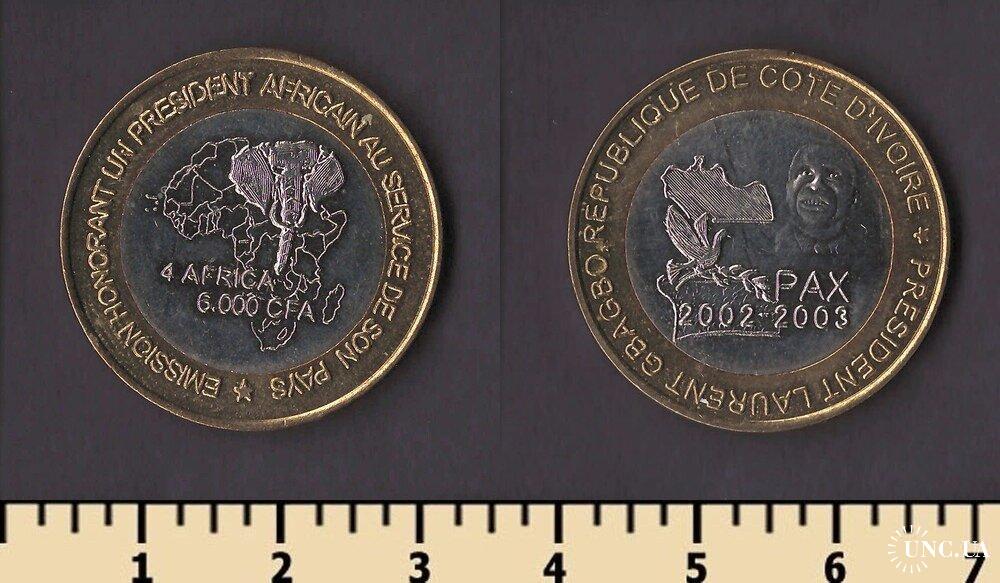 EMISSION HONORANT UN PRESIDENT AFRICAIN AU SERVICE DE SON PAYS
4 AFRICA
6.000 CFA
RÉPUBLIQUE DE COTE D'IVOIRE * PRESIDENT LAURENT GBAGBO
PAX
2002-2003
1 2 3 4 5 6 7
UNC.UA